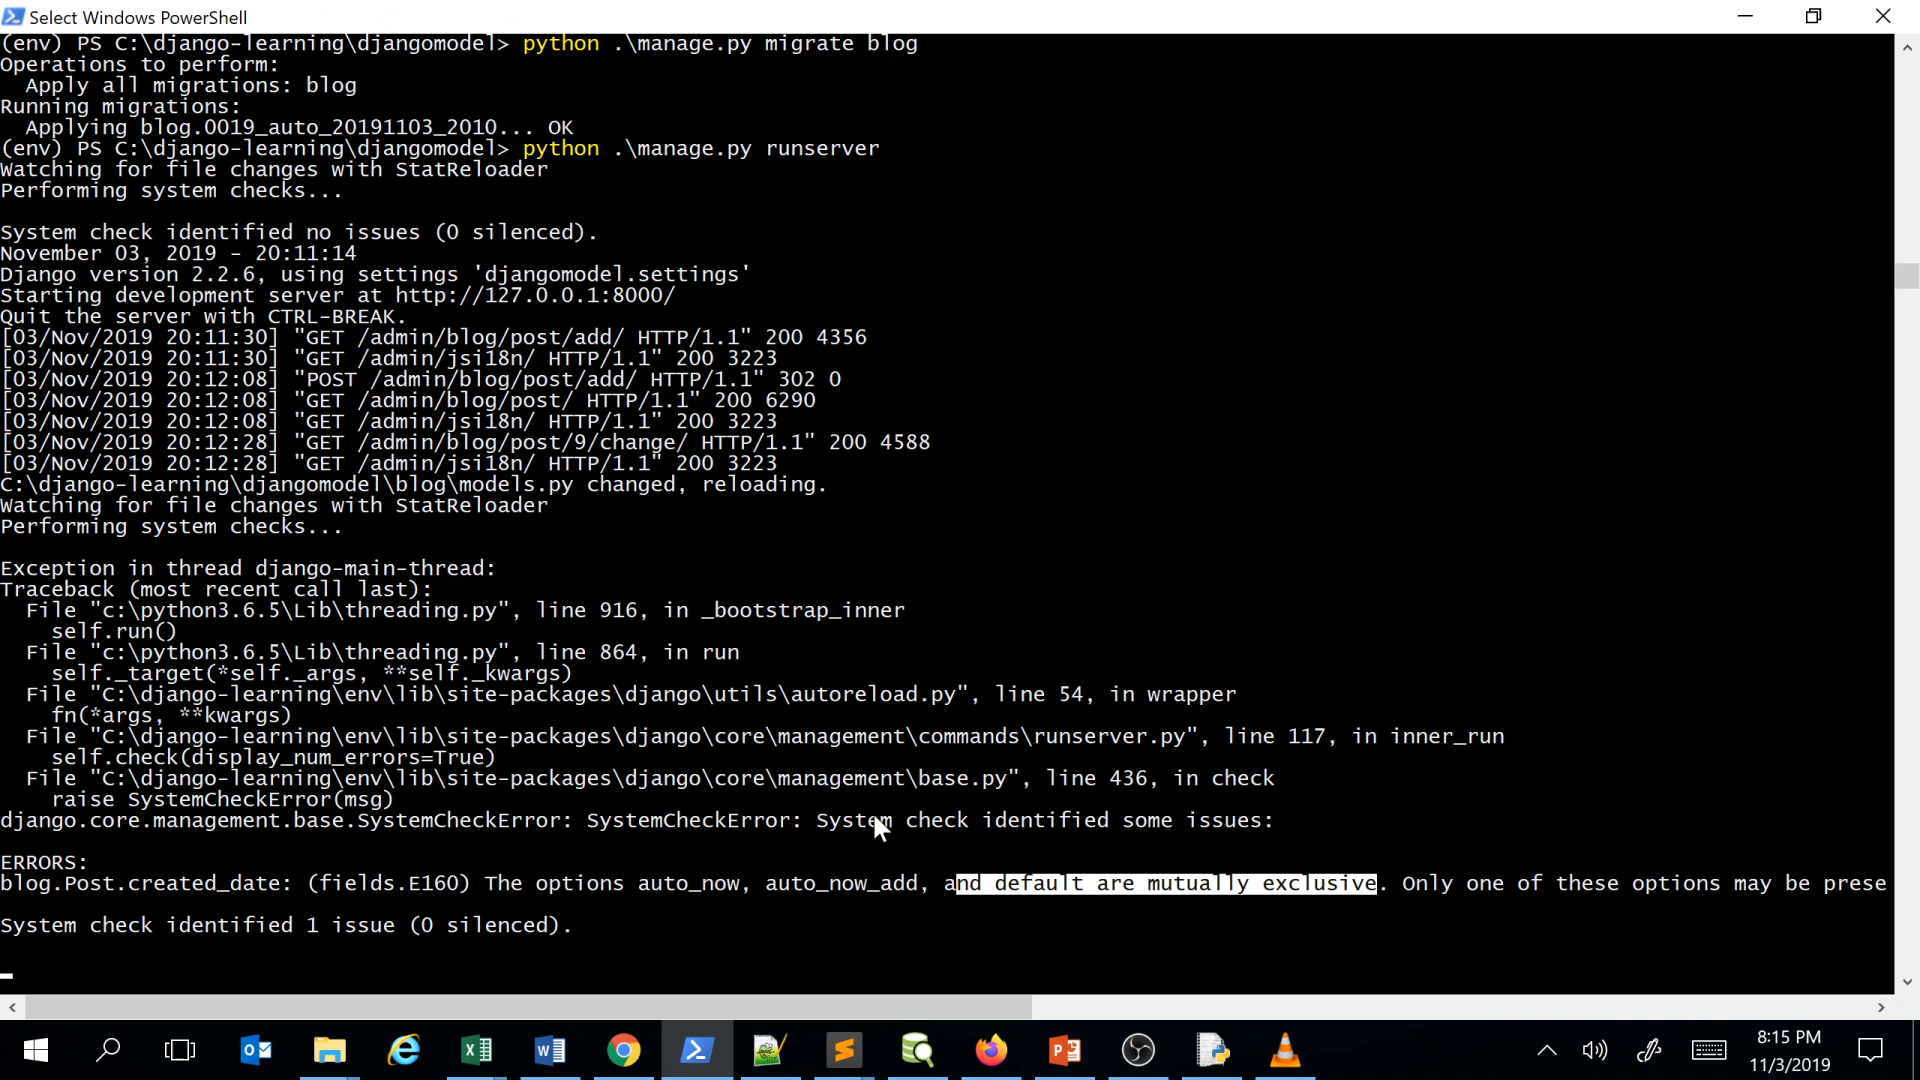 Select Windows PowerShell
(env) PS C:\django-learning\djangomodel> python .\manage.py migrate blog
Operations to perform:
  Apply all migrations: blog
Running migrations:
  Applying blog.0019_auto_20191103_2010... OK
(env) PS C:\django-learning\djangomodel> python .\manage.py runserver
Watching for file changes with StatReloader
Performing system checks...

System check identified no issues (0 silenced).
November 03, 2019 - 20:11:14
Django version 2.2.6, using settings 'djangomodel.settings'
Starting development server at http://127.0.0.1:8000/
Quit the server with CTRL-BREAK.
[03/Nov/2019 20:11:30] "GET /admin/blog/post/add/ HTTP/1.1" 200 4356
[03/Nov/2019 20:11:30] "GET /admin/jsi18n/ HTTP/1.1" 200 3223
[03/Nov/2019 20:12:08] "POST /admin/blog/post/add/ HTTP/1.1" 302 0
[03/Nov/2019 20:12:08] "GET /admin/blog/post/ HTTP/1.1" 200 6290
[03/Nov/2019 20:12:08] "GET /admin/jsi18n/ HTTP/1.1" 200 3223
[03/Nov/2019 20:12:28] "GET /admin/blog/post/9/change/ HTTP/1.1" 200 4588
[03/Nov/2019 20:12:28] "GET /admin/jsi18n/ HTTP/1.1" 200 3223
C:\django-learning\djangomodel\blog\models.py changed, reloading.
Watching for file changes with StatReloader
Performing system checks...

Exception in thread django-main-thread:
Traceback (most recent call last):
  File "c:\python3.6.5\Lib\threading.py", line 916, in _bootstrap_inner
    self.run()
  File "c:\python3.6.5\Lib\threading.py", line 864, in run
    self._target(*self._args, **self._kwargs)
  File "C:\django-learning\env\lib\site-packages\django\utils\autoreload.py", line 54, in wrapper
    fn(*args, **kwargs)
  File "C:\django-learning\env\lib\site-packages\django\core\management\commands\runserver.py", line 117, in inner_run
    self.check(display_num_errors=True)
  File "C:\django-learning\env\lib\site-packages\django\core\management\base.py", line 436, in check
    raise SystemCheckError(msg)
django.core.management.base.SystemCheckError: SystemCheckError: System check identified some issues:

ERRORS:
blog.Post.created_date: (fields.E160) The options auto_now, auto_now_add, and default are mutually exclusive. Only one of these options may be prese

System check identified 1 issue (0 silenced).
8:15 PM
11/3/2019